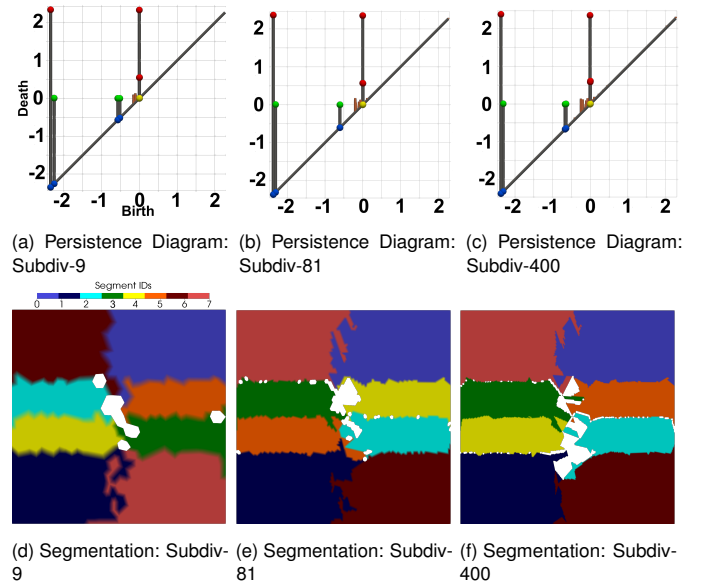 2
1
0
-1
-2
Death
-2 -1 0 1 2
Birth
2
1
0
-1
-2
-2 -1 0 1 2
2
1
0
-1
-2
-2 -1 0 1 2
(a) Persistence Diagram:
Subdiv-9
(b) Persistence Diagram:
Subdiv-81
(c) Persistence Diagram:
Subdiv-400
Segment IDs
0 1 2 3 4 5 6 7
(d) Segmentation: Subdiv-
9
(e) Segmentation: Subdiv-
81
(f) Segmentation: Subdiv-
400